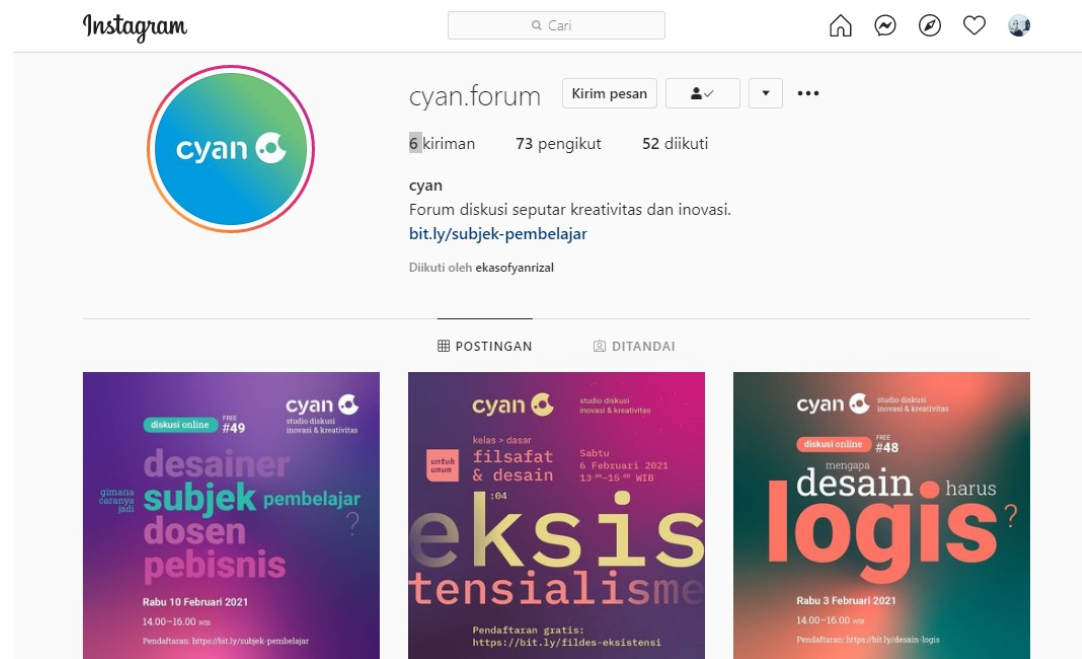 Instagram
Cari
cyan.forum Kirim pesan
6 kiriman 73 pengikut 52 diikuti
cyan
Forum diskusi seputar kreativitas dan inovasi.
bit.ly/subjek-pembelajar
Diikuti oleh ekasofyanrizal
POSTINGAN DITANDAI
cyan
studio diskusi
inovasi & kreativitas
diskusi online FREE #49
desainer
gimana caranya jadi subjek pembelajar
dosen ?
pebisnis
Rabu 10 Februari 2021
14.00–16.00 WIB
Pendaftaran: https://bit.ly/subjek-pembelajar
cyan
studio diskusi
inovasi & kreativitas
kelas > dasar
untuk umum
filsafat
& desain
Sabtu
6 Februari 2021
13.00–15.00 WIB
:04
eksis
tensialisme
Pendaftaran gratis:
https://bit.ly/fildes-eksistensi
cyan
studio diskusi
inovasi & kreativitas
diskusi online FREE #48
mengapa
desain harus
logis?
Rabu 3 Februari 2021
14.00–16.00 WIB
Pendaftaran: https://bit.ly/desain-logis